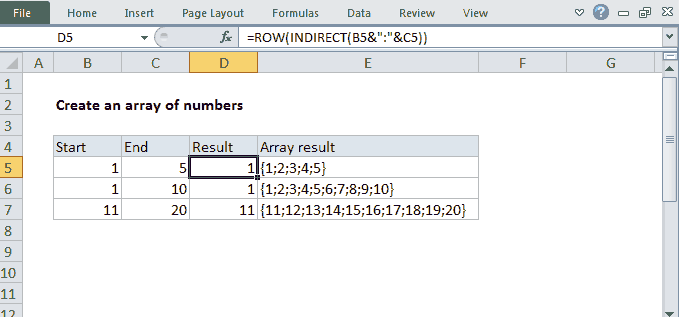 File Home Insert Page Layout Formulas Data Review View ?
D5 fx =ROW(INDIRECT(B5&":"&C5))
A B C D E F G
1
2 Create an array of numbers
3
4 Start End Result Array result
5 1 5 1 {1;2;3;4;5}
6 1 10 1 {1;2;3;4;5;6;7;8;9;10}
7 11 20 11 {11;12;13;14;15;16;17;18;19;20}
8
9
10
11
12